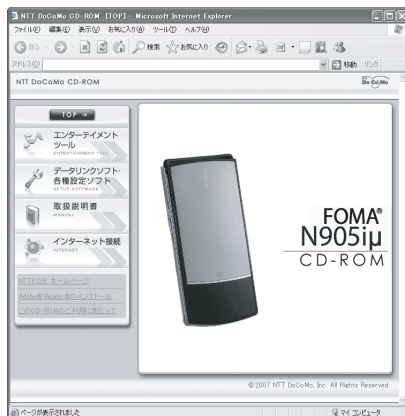 NTT DoCoMo CD-ROM [TOP] - Microsoft Internet Explorer
ファイル(F) 編集(E) 表示(V) お気に入り(A) ツール(T) ヘルプ(H)
戻る 検索 お気に入り
アドレス(D) 移動 リンク
NTT DoCoMo CD-ROM
DoCoMo
TOP
エンターテイメント
ツール
ENTERTAINMENT TOOL
データリンクソフト・
各種設定ソフト
SETUP SOFTWARE
取扱説明書
MANUAL
インターネット接続
INTERNET
NTTドコモ ホームページ
Adobe® Reader®のインストール
このCD-ROMのご利用にあたって
FOMA®
N905iμ
CD-ROM
©2007 NTT DoCoMo, Inc. All Rights Reserved.
ページが表示されました マイ コンピュータ